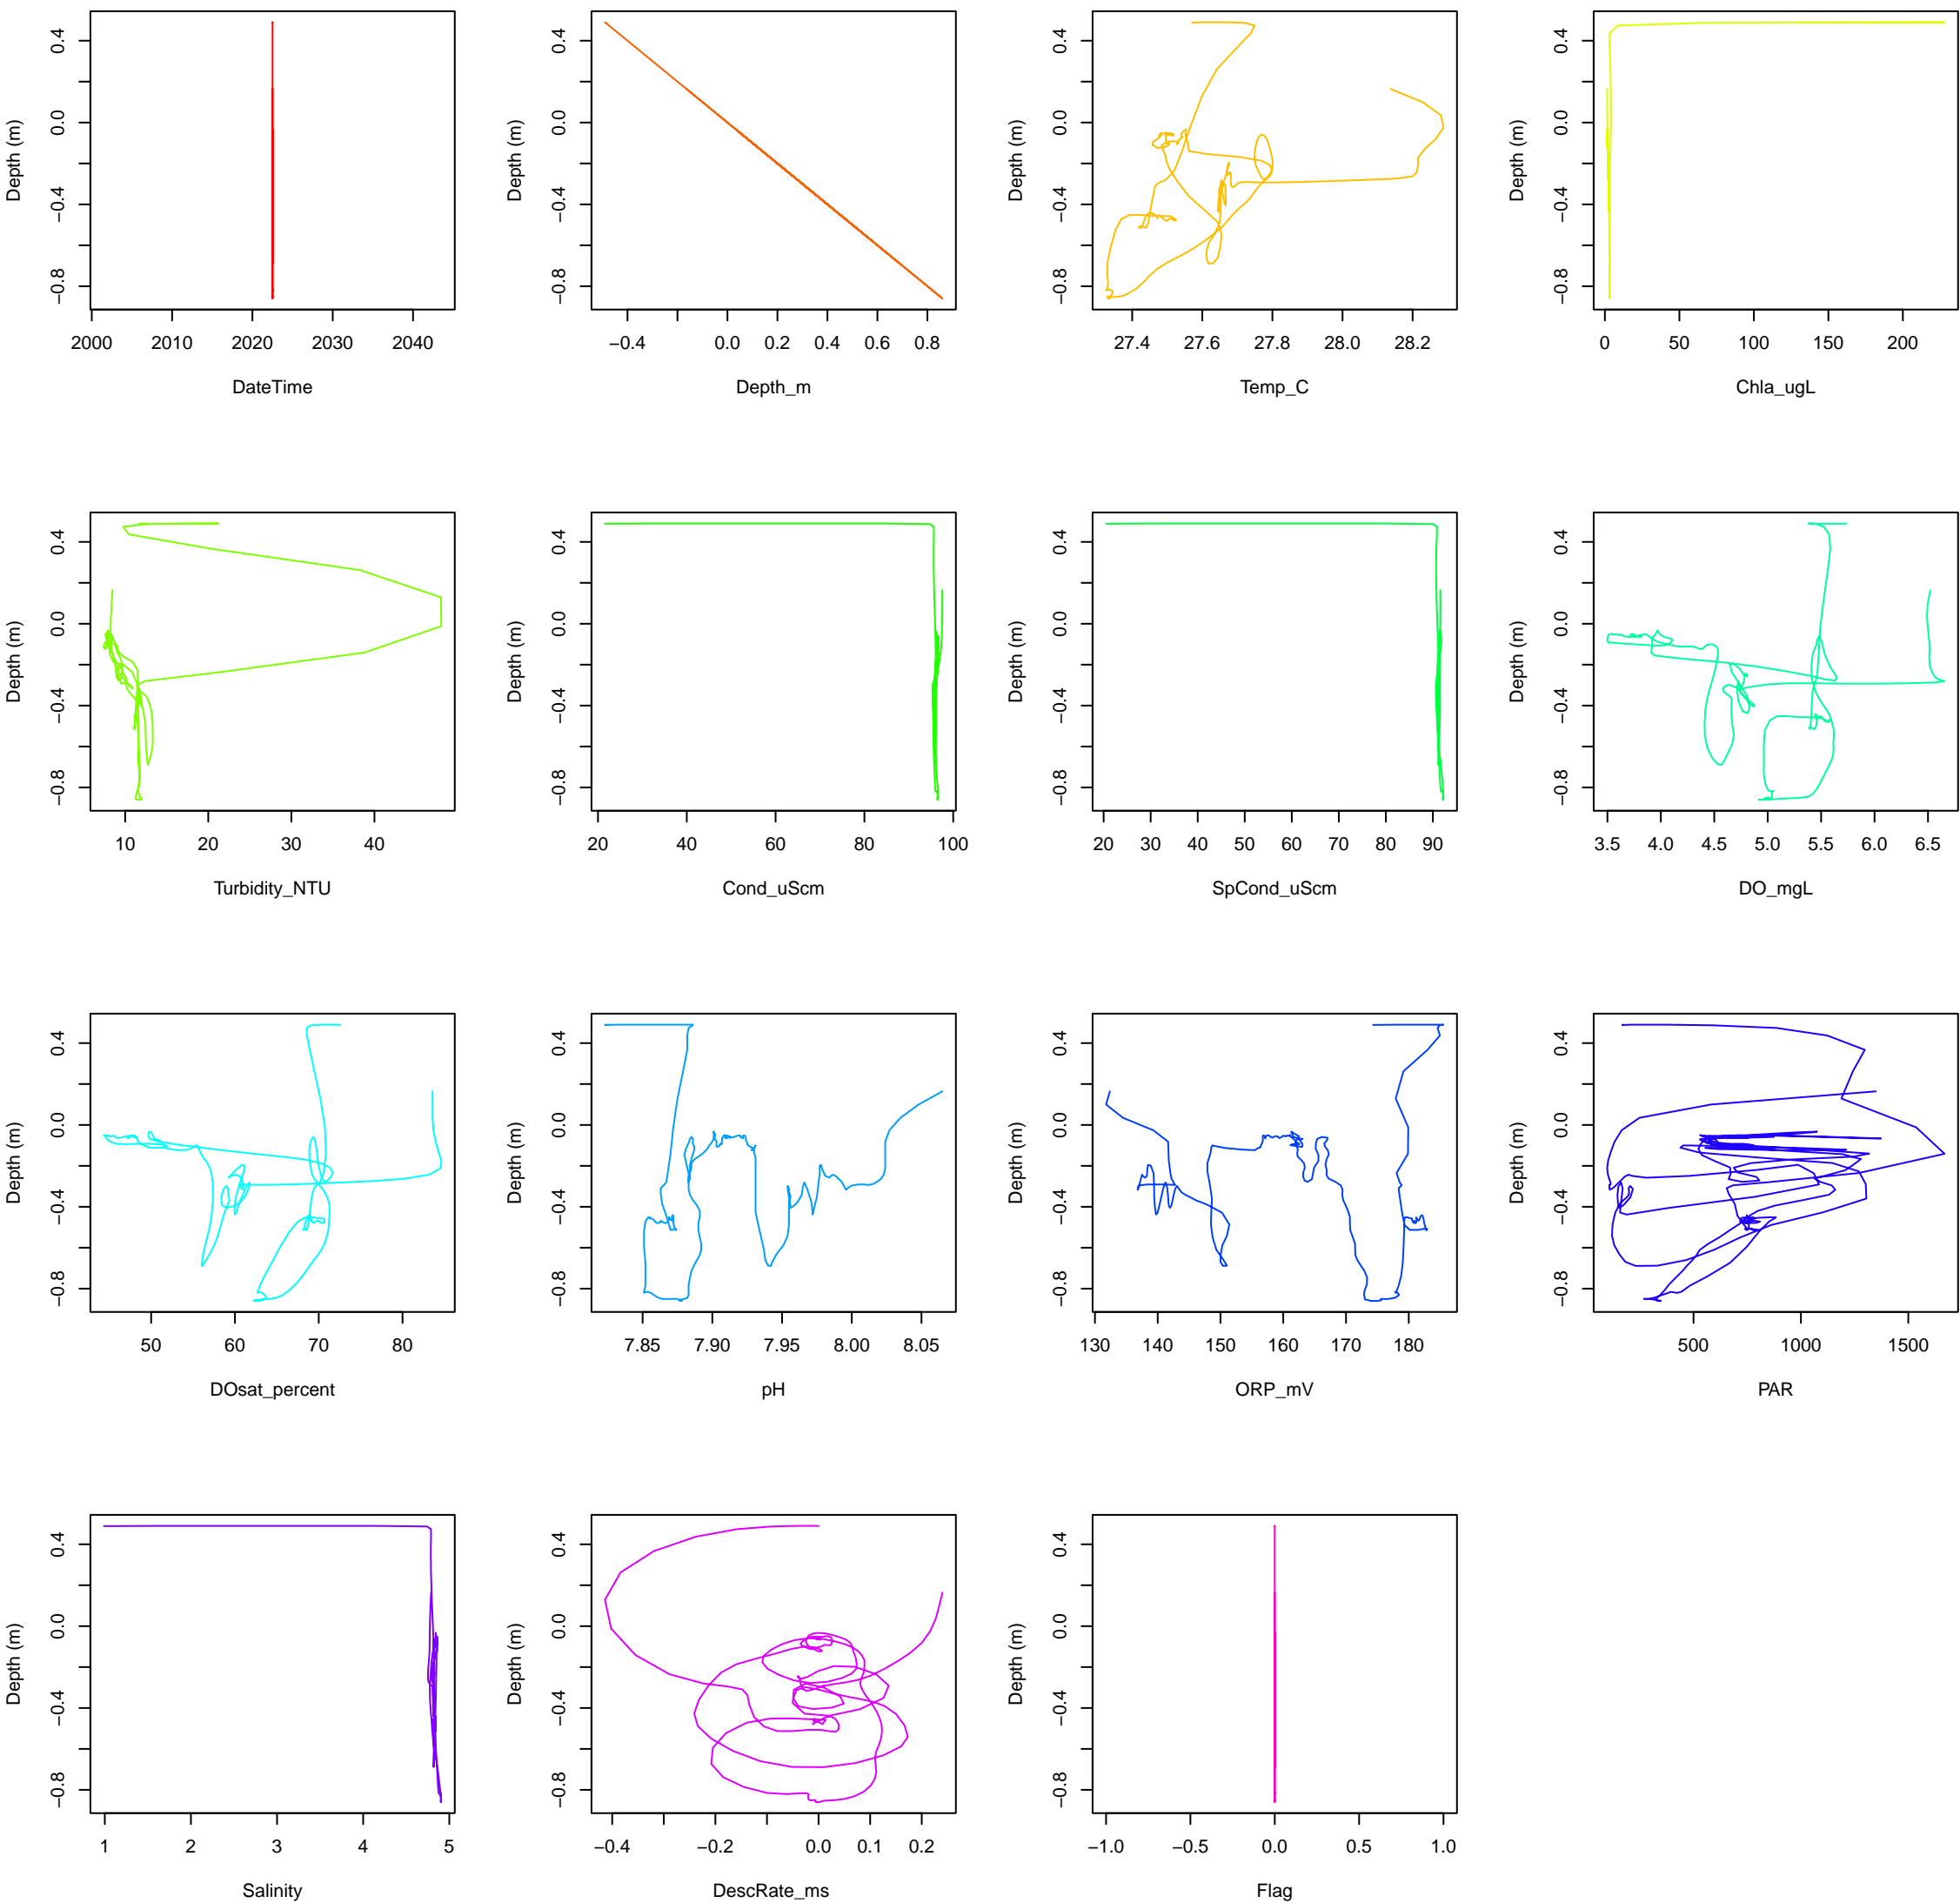 Depth (m)
0.4
0.0
−0.4
−0.8
2000 2010 2020 2030 2040
DateTime
Depth (m)
0.4
0.0
−0.4
−0.8
−0.4 0.0 0.2 0.4 0.6 0.8
Depth_m
Depth (m)
0.4
0.0
−0.4
−0.8
27.4 27.6 27.8 28.0 28.2
Temp_C
Depth (m)
0.4
0.0
−0.4
−0.8
0 50 100 150 200
Chla_ugL
Depth (m)
0.4
0.0
−0.4
−0.8
10 20 30 40
Turbidity_NTU
Depth (m)
0.4
0.0
−0.4
−0.8
20 40 60 80 100
Cond_uScm
Depth (m)
0.4
0.0
−0.4
−0.8
20 30 40 50 60 70 80 90
SpCond_uScm
Depth (m)
0.4
0.0
−0.4
−0.8
3.5 4.0 4.5 5.0 5.5 6.0 6.5
DO_mgL
Depth (m)
0.4
0.0
−0.4
−0.8
50 60 70 80
DOsat_percent
Depth (m)
0.4
0.0
−0.4
−0.8
7.85 7.90 7.95 8.00 8.05
pH
Depth (m)
0.4
0.0
−0.4
−0.8
130 140 150 160 170 180
ORP_mV
Depth (m)
0.4
0.0
−0.4
−0.8
500 1000 1500
PAR
Depth (m)
0.4
0.0
−0.4
−0.8
1 2 3 4 5
Salinity
Depth (m)
0.4
0.0
−0.4
−0.8
−0.4 −0.2 0.0 0.1 0.2
DescRate_ms
Depth (m)
0.4
0.0
−0.4
−0.8
−1.0 −0.5 0.0 0.5 1.0
Flag